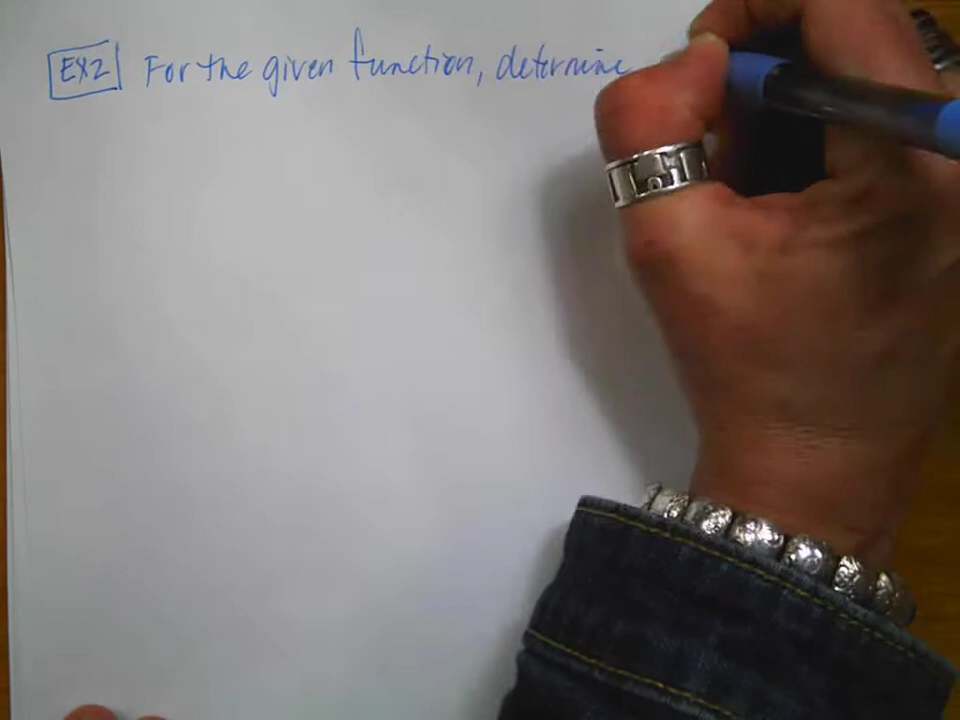 EX2 For the given function, determine